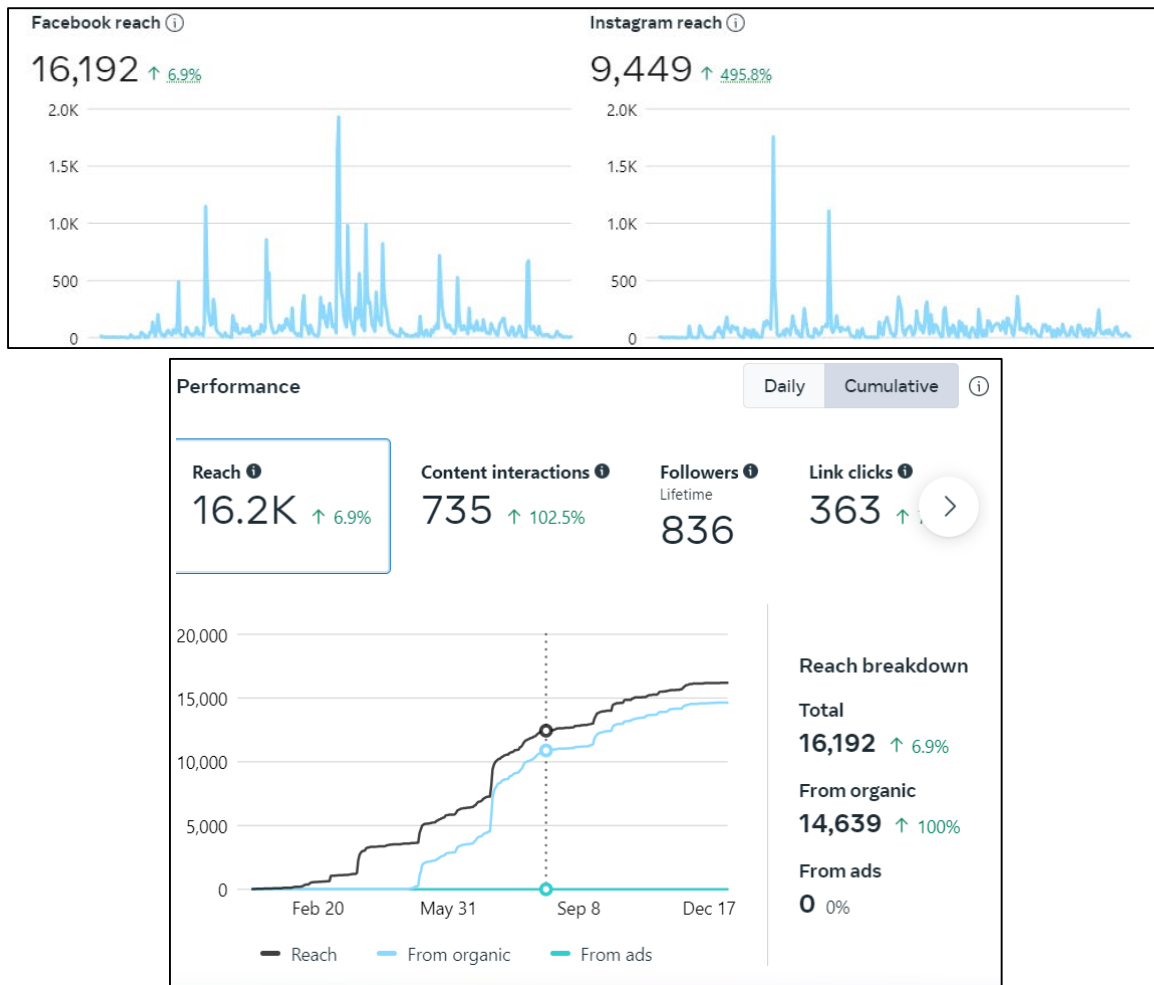 Facebook reach
16,192 ↑ 6.9%
2.0K
1.5K
1.0K
500
0
Instagram reach
9,449 ↑ 495.8%
2.0K
1.5K
1.0K
500
0
Performance
Daily Cumulative
Reach
16.2K ↑ 6.9%
Content interactions
735 ↑ 102.5%
Followers
Lifetime
836
Link clicks
363 ↑
20,000
15,000
10,000
5,000
0
Feb 20 May 31 Sep 8 Dec 17
Reach From organic From ads
Reach breakdown
Total
16,192 ↑ 6.9%
From organic
14,639 ↑ 100%
From ads
0 0%